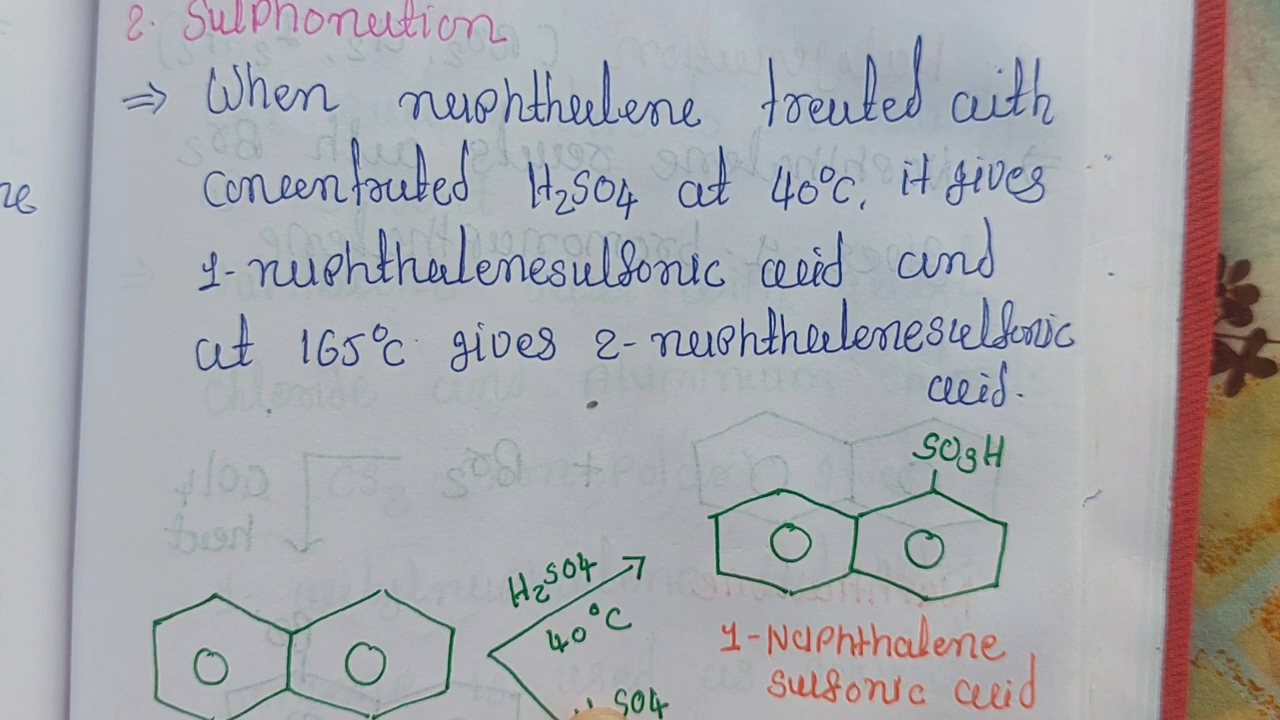 2. Sulphonation
⇒ When naphthalene treated with
concentrated H₂SO₄ at 40°C, it gives
1-naphthalenesulfonic acid and
at 165°C gives 2-naphthalenesulfonic
acid.
SO₃H
H₂SO₄
40°C
1-Naphthalene
sulfonic acid
SO4